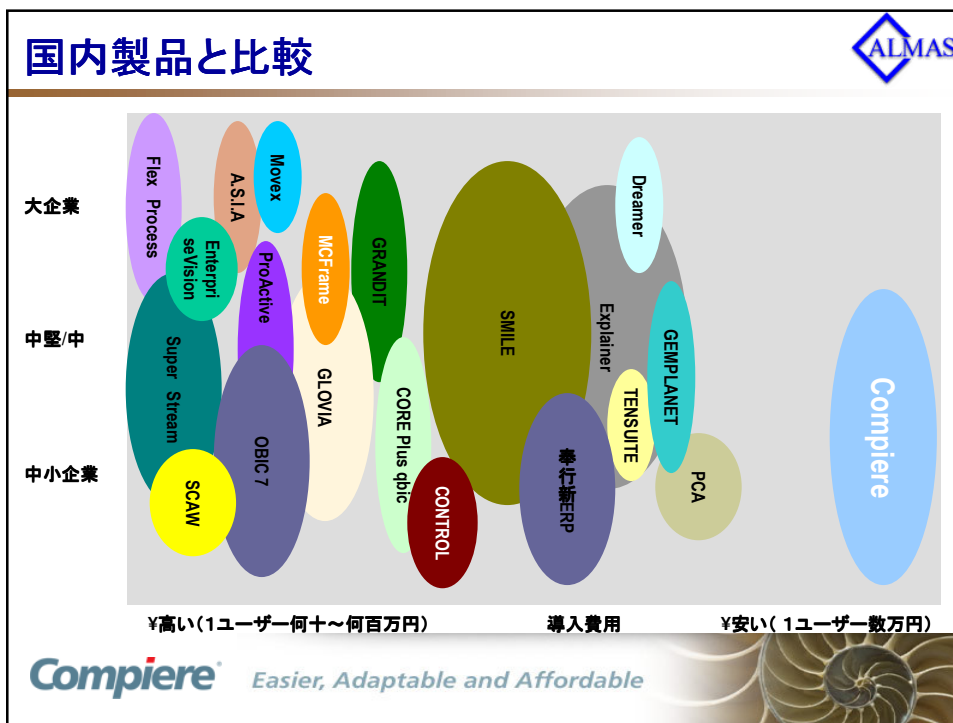 国内製品と比較
ALMAS
大企業
中堅/中
中小企業
Flex Process
A.S.I.A
Movex
Enterpri
seVision
ProActive
MCFrame
GRANDIT
SMILE
Explainer
Dreamer
GEMPLANET
TENSUITE
Super Stream
GLOVIA
CORE Plus qbic
OBIC 7
SCAW
CONTROL
奉行新ERP
PCA
Compiere
¥高い(1ユーザー何十～何百万円)
導入費用
¥安い( 1ユーザー数万円)
Compiere
Easier, Adaptable and Affordable